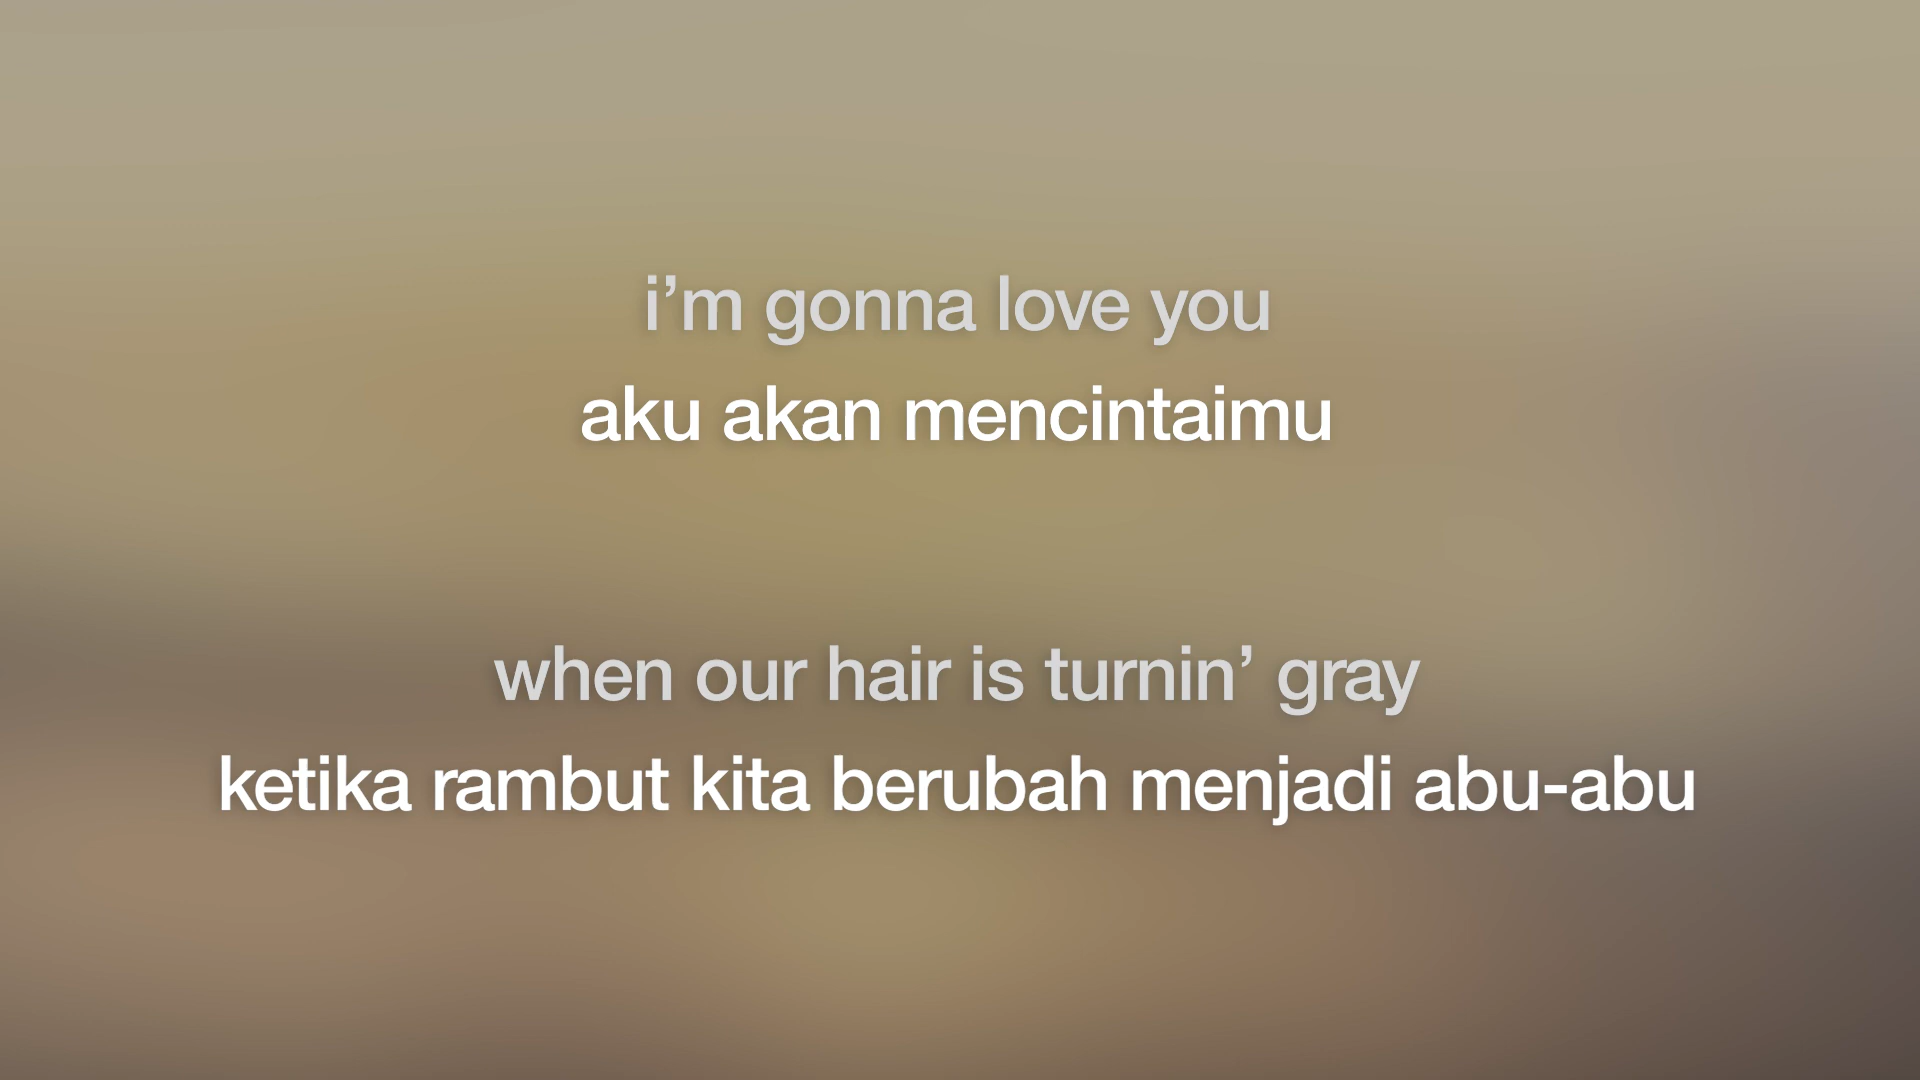 i’m gonna love you
aku akan mencintaimu
when our hair is turnin’ gray
ketika rambut kita berubah menjadi abu-abu